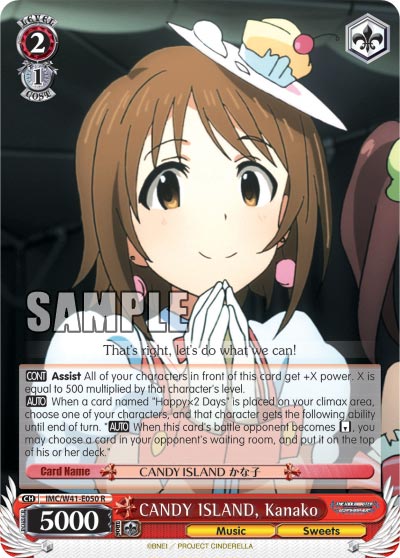 LEVEL
2
1
COST
SAMPLE
That's right, let's do what we can!
CONT Assist All of your characters in front of this card get +X power. X is
equal to 500 multiplied by that character's level.
AUTO When a card named "Happy×2 Days" is placed on your climax area,
choose one of your characters, and that character gets the following ability
until end of turn. "AUTO When this card's battle opponent becomes, you
may choose a card in your opponent's waiting room, and put it on the top
of his or her deck."
Card Name CANDY ISLAND かな子
CH IMC/W41-E050 R
POWER 5000
CANDY ISLAND, Kanako
Music Sweets
©BNEI / PROJECT CINDERELLA